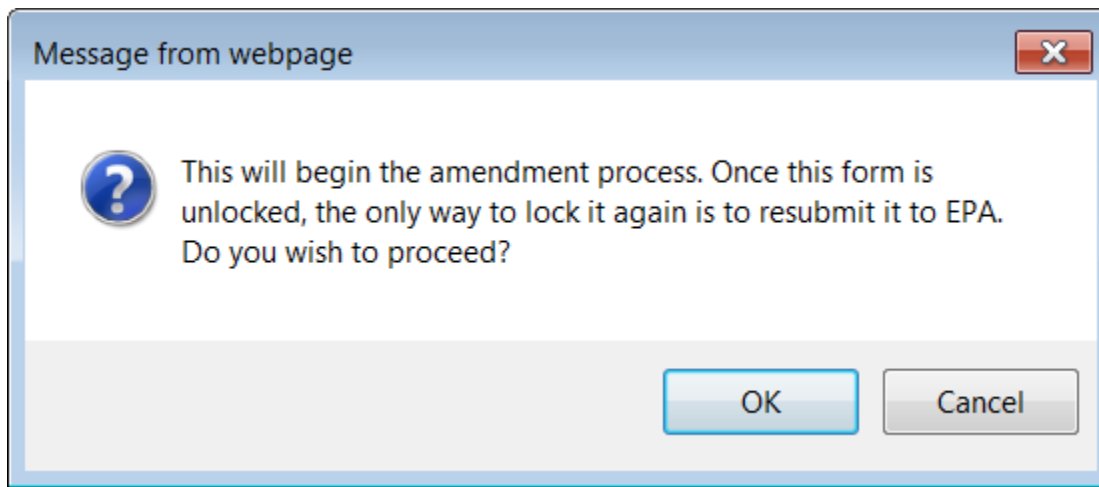 Message from webpage
This will begin the amendment process. Once this form is
unlocked, the only way to lock it again is to resubmit it to EPA.
Do you wish to proceed?
OK
Cancel